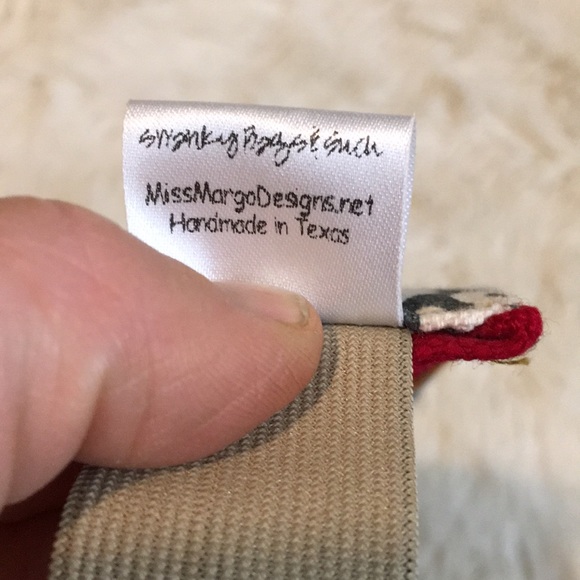 swanky Bags & Such
MissMargoDesigns.net
Handmade in Texas